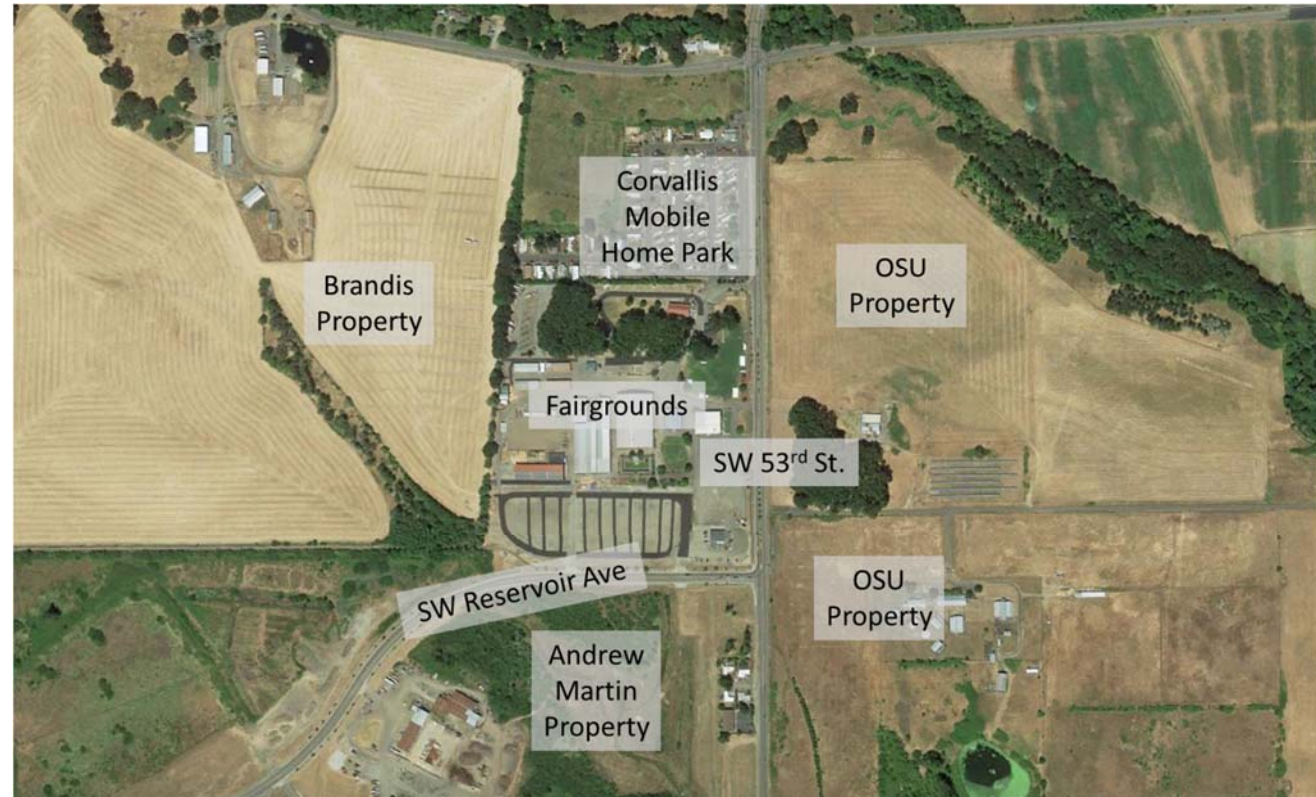 Corvallis
Mobile
Home Park
Brandis
Property
OSU
Property
Fairgrounds
SW 53rd St.
SW Reservoir Ave
OSU
Property
Andrew
Martin
Property